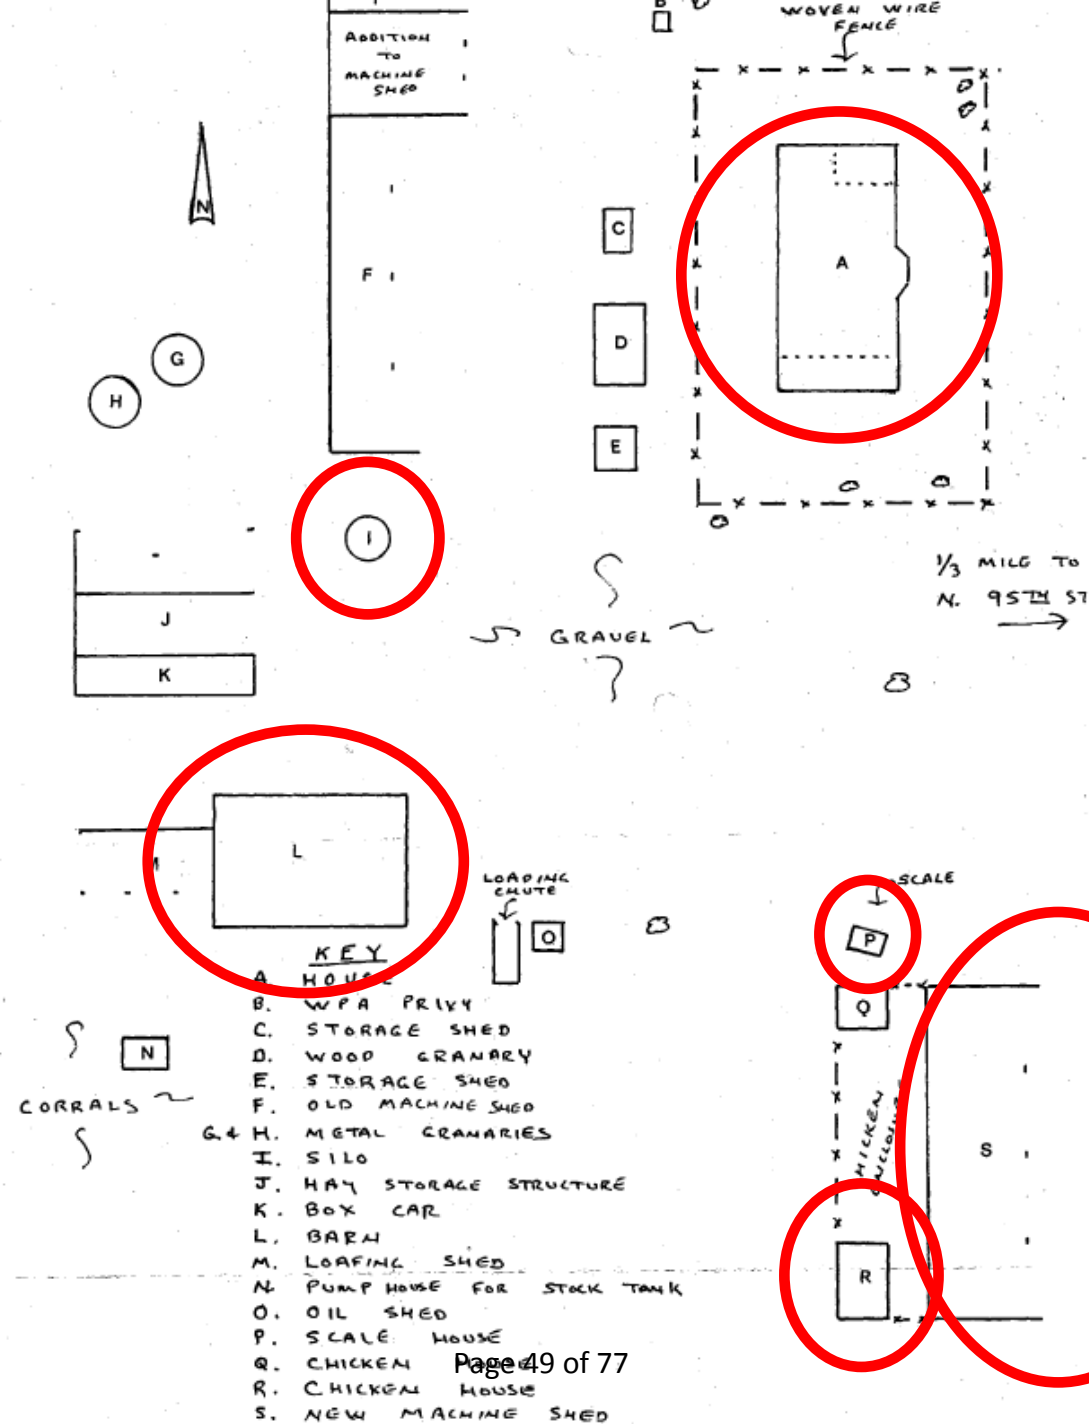 B
WOVEN WIRE
FENCE
ADDITION
TO
MACHINE
SHED
N
C
A
F
D
G
H
E
I
1/3 MILE TO
N. 95TH ST
J
GRAVEL
K
L
M
LOADING
CHUTE
SCALE
O
P
KEY
A. HOUSE
B. WPA PRIVY
Q
C. STORAGE SHED
N
D. WOOD GRANARY
E. STORAGE SHED
CORRALS
F. OLD MACHINE SHED
CHICKEN
ENCLOSURE
S
G.& H. METAL GRANARIES
I. SILO
J. HAY STORAGE STRUCTURE
K. BOX CAR
L. BARN
M. LOAFING SHED
R
N. PUMP HOUSE FOR STOCK TANK
O. OIL SHED
P. SCALE HOUSE
Q. CHICKEN HOUSE
Page 49 of 77
R. CHICKEN HOUSE
S. NEW MACHINE SHED